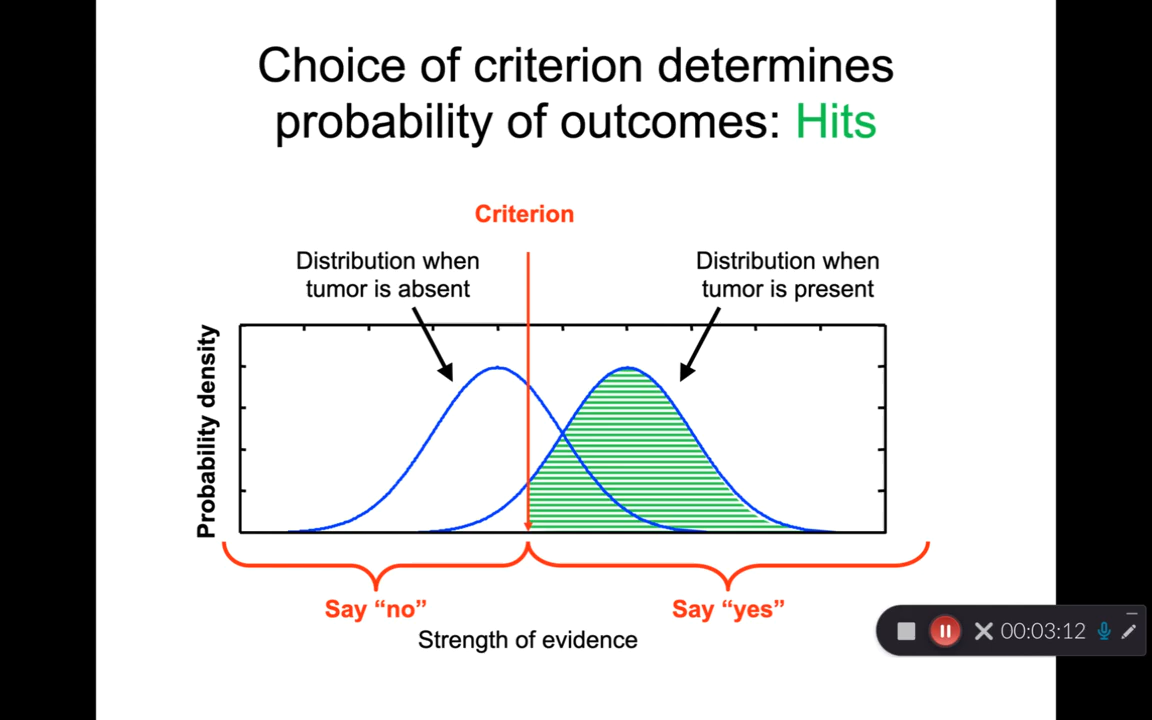 Choice of criterion determines
probability of outcomes: Hits
Criterion
Distribution when
tumor is absent
Distribution when
tumor is present
Probability density
Say “no”
Say “yes”
Strength of evidence
00:03:12